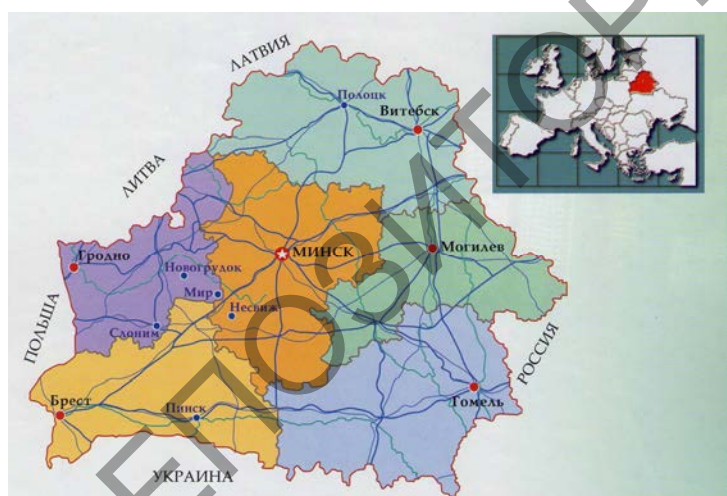 ЛАТВИЯ
Полоцк
Витебск
ЛИТВА
МИНСК
Могилев
Гродно
Новогрудок
Мир
Несвиж
Слоним
ПОЛЬША
РОССИЯ
Брест
Пинск
Гомель
УКРАИНА